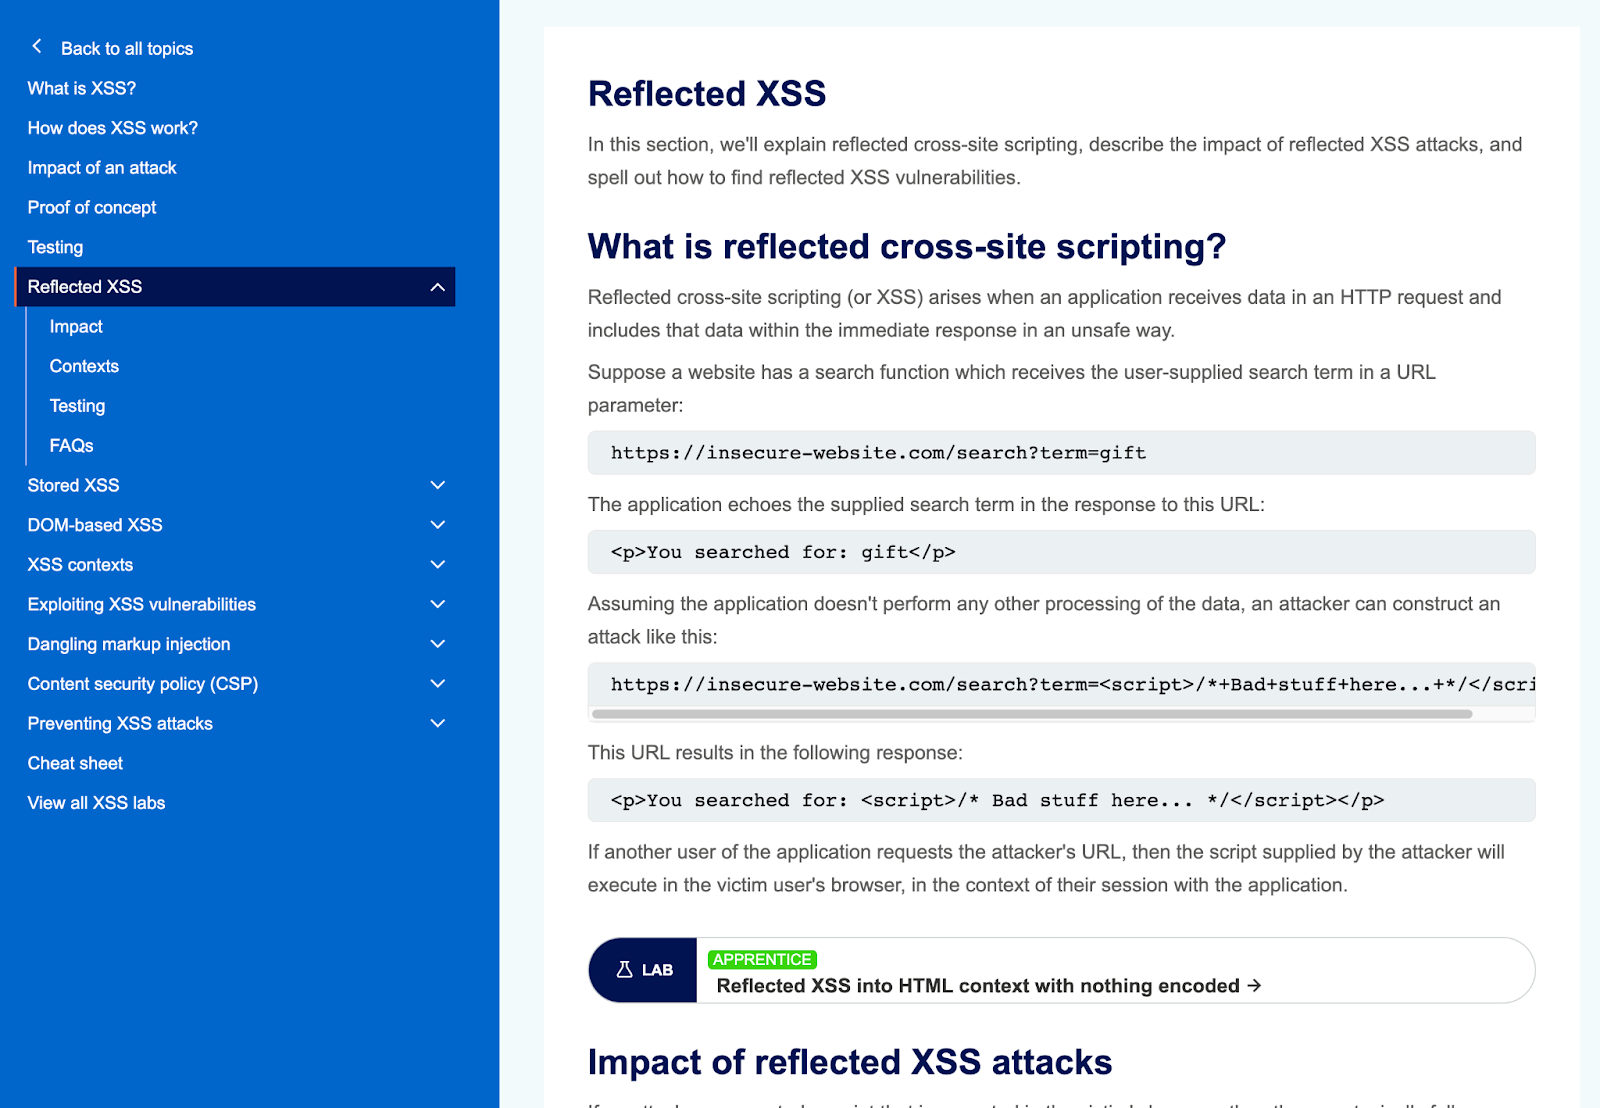 Back to all topics
What is XSS?
How does XSS work?
Impact of an attack
Proof of concept
Testing
Reflected XSS
Impact
Contexts
Testing
FAQs
Stored XSS
DOM-based XSS
XSS contexts
Exploiting XSS vulnerabilities
Dangling markup injection
Content security policy (CSP)
Preventing XSS attacks
Cheat sheet
View all XSS labs
Reflected XSS
In this section, we'll explain reflected cross-site scripting, describe the impact of reflected XSS attacks, and
spell out how to find reflected XSS vulnerabilities.
What is reflected cross-site scripting?
Reflected cross-site scripting (or XSS) arises when an application receives data in an HTTP request and
includes that data within the immediate response in an unsafe way.
Suppose a website has a search function which receives the user-supplied search term in a URL
parameter:
https://insecure-website.com/search?term=gift
The application echoes the supplied search term in the response to this URL:
<p>You searched for: gift</p>
Assuming the application doesn't perform any other processing of the data, an attacker can construct an
attack like this:
https://insecure-website.com/search?term=<script>/*+Bad+stuff+here...+*/</scri
This URL results in the following response:
<p>You searched for: <script>/* Bad stuff here... */</script></p>
If another user of the application requests the attacker's URL, then the script supplied by the attacker will
execute in the victim user's browser, in the context of their session with the application.
LAB
APPRENTICE
Reflected XSS into HTML context with nothing encoded →
Impact of reflected XSS attacks